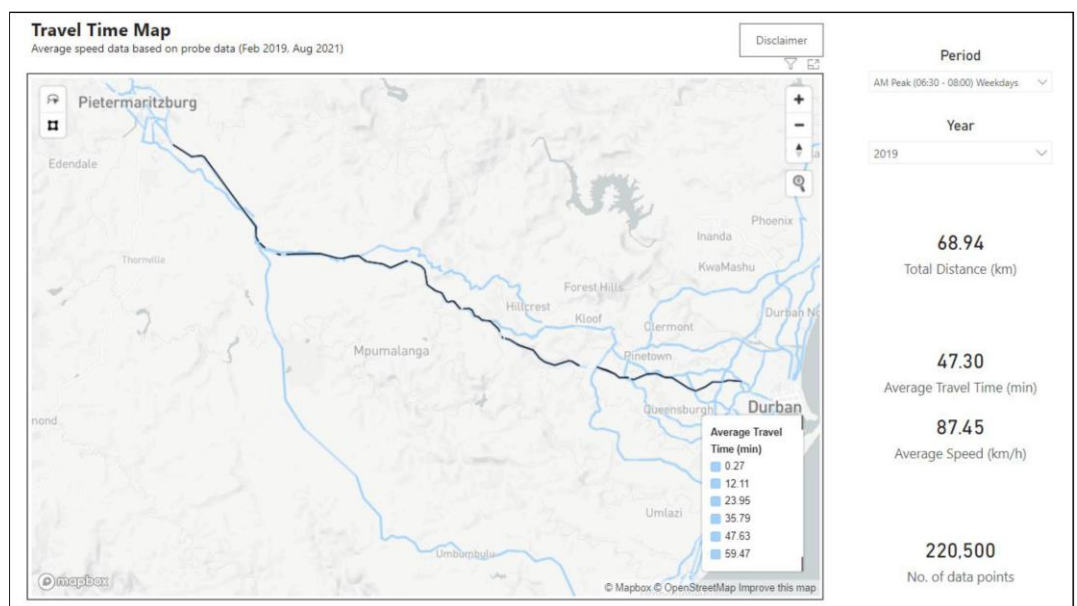 Travel Time Map
Average speed data based on probe data (Feb 2019. Aug 2021)
Disclaimer
Period
AM Peak (06:30 - 08:00) Weekdays
Year
2019
68.94
Total Distance (km)
47.30
Average Travel Time (min)
87.45
Average Speed (km/h)
220,500
No. of data points
Pietermaritzburg
Edendale
Thornville
Phoenix
Inanda
KwaMashu
Forest Hills
Hillcrest
Kloof
Clermont
Durban No
Mpumalanga
Pinetown
Queensburgh
Durban
mond
Umlazi
Umbumbulu
Average Travel
Time (min)
0.27
12.11
23.95
35.79
47.63
59.47
mapbox
© Mapbox © OpenStreetMap Improve this map